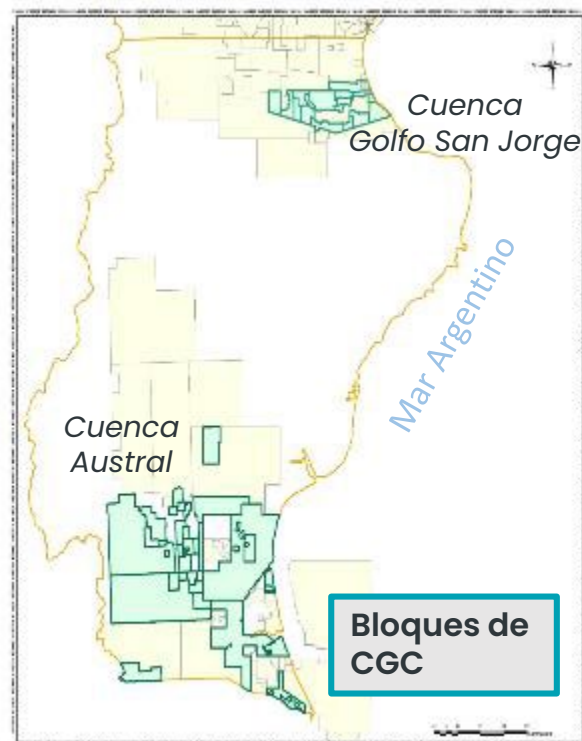 Cuenca
Golfo San Jorge
Mar Argentino
Cuenca
Austral
Bloques de
CGC